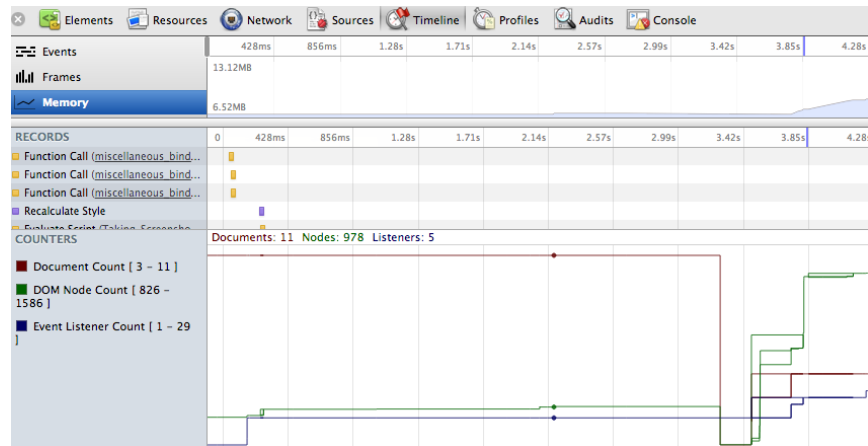 Elements Resources Network Sources Timeline Profiles Audits Console
Events
Frames
Memory
428ms 856ms 1.28s 1.71s 2.14s 2.57s 2.99s 3.42s 3.85s 4.28s
13.12MB
6.52MB
RECORDS
0 428ms 856ms 1.28s 1.71s 2.14s 2.57s 2.99s 3.42s 3.85s 4.28s
Function Call (miscellaneous_bind...
Function Call (miscellaneous_bind...
Function Call (miscellaneous_bind...
Recalculate Style
Evaluate Script (Taking_Screensho...
COUNTERS
Documents: 11 Nodes: 978 Listeners: 5
Document Count [ 3 – 11 ]
DOM Node Count [ 826 –
1586 ]
Event Listener Count [ 1 – 29
]